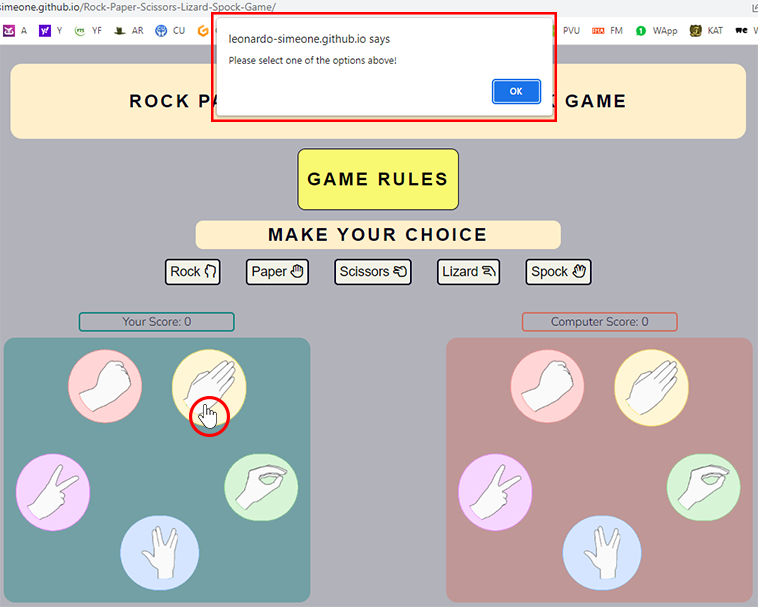 simeone.github.io/Rock-Paper-Scissors-Lizard-Spock-Game/
A YF AR CU PVU FM WApp KAT
leonardo-simeone.github.io says
Please select one of the options above!
OK
ROCK GAME
GAME RULES
MAKE YOUR CHOICE
Rock Paper Scissors Lizard Spock
Your Score: 0 Computer Score: 0